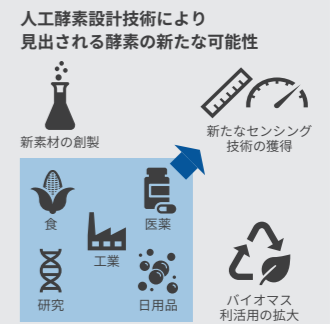 人工酵素設計技術により
見出される酵素の新たな可能性
新素材の創製
新たなセンシング
技術の獲得
食
医薬
工業
研究
日用品
バイオマス
利活用の拡大